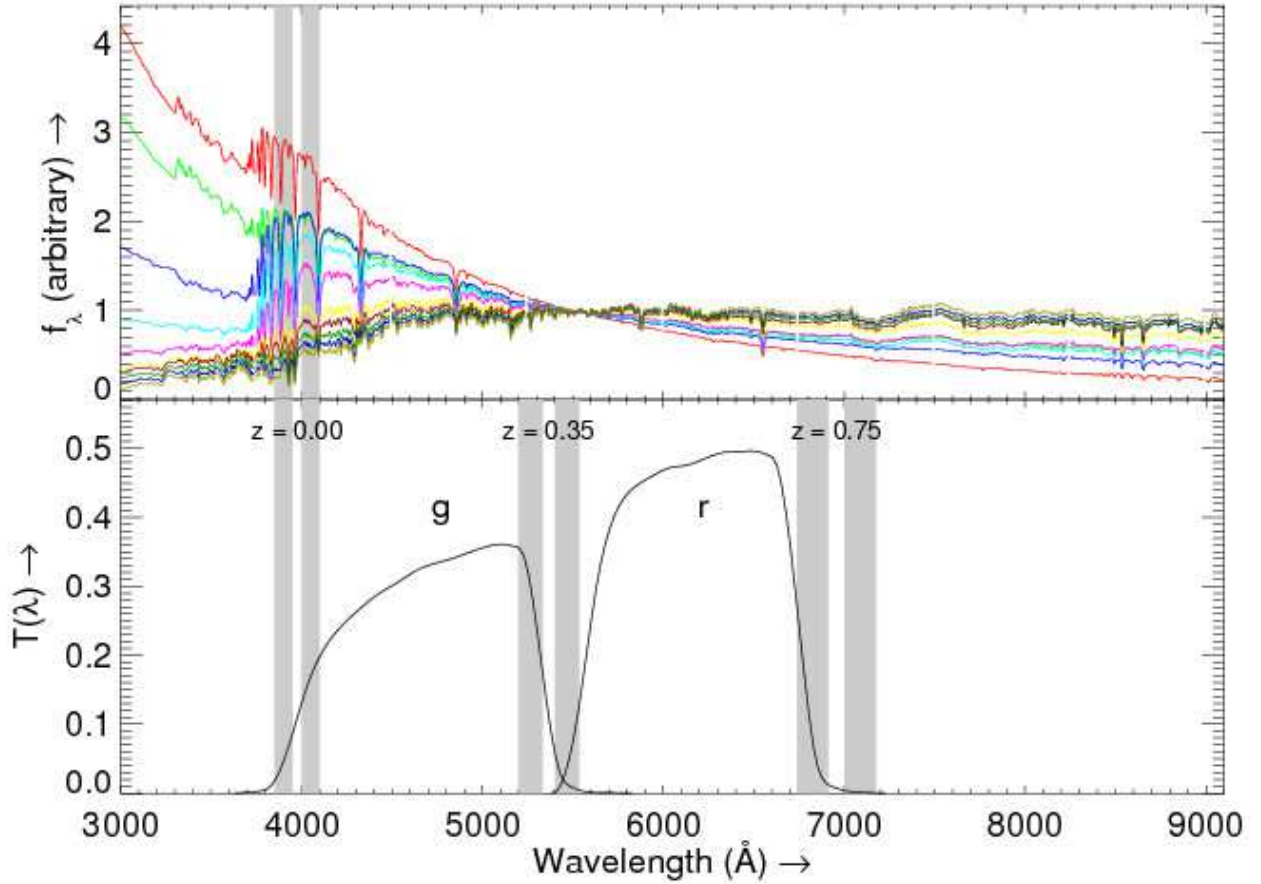 4
3
2
1
0
f_λ (arbitrary) →
z = 0.00
z = 0.35
z = 0.75
0.5
0.4
0.3
0.2
0.1
0.0
T(λ) →
g
r
3000
4000
5000
6000
7000
8000
9000
Wavelength (Å) →